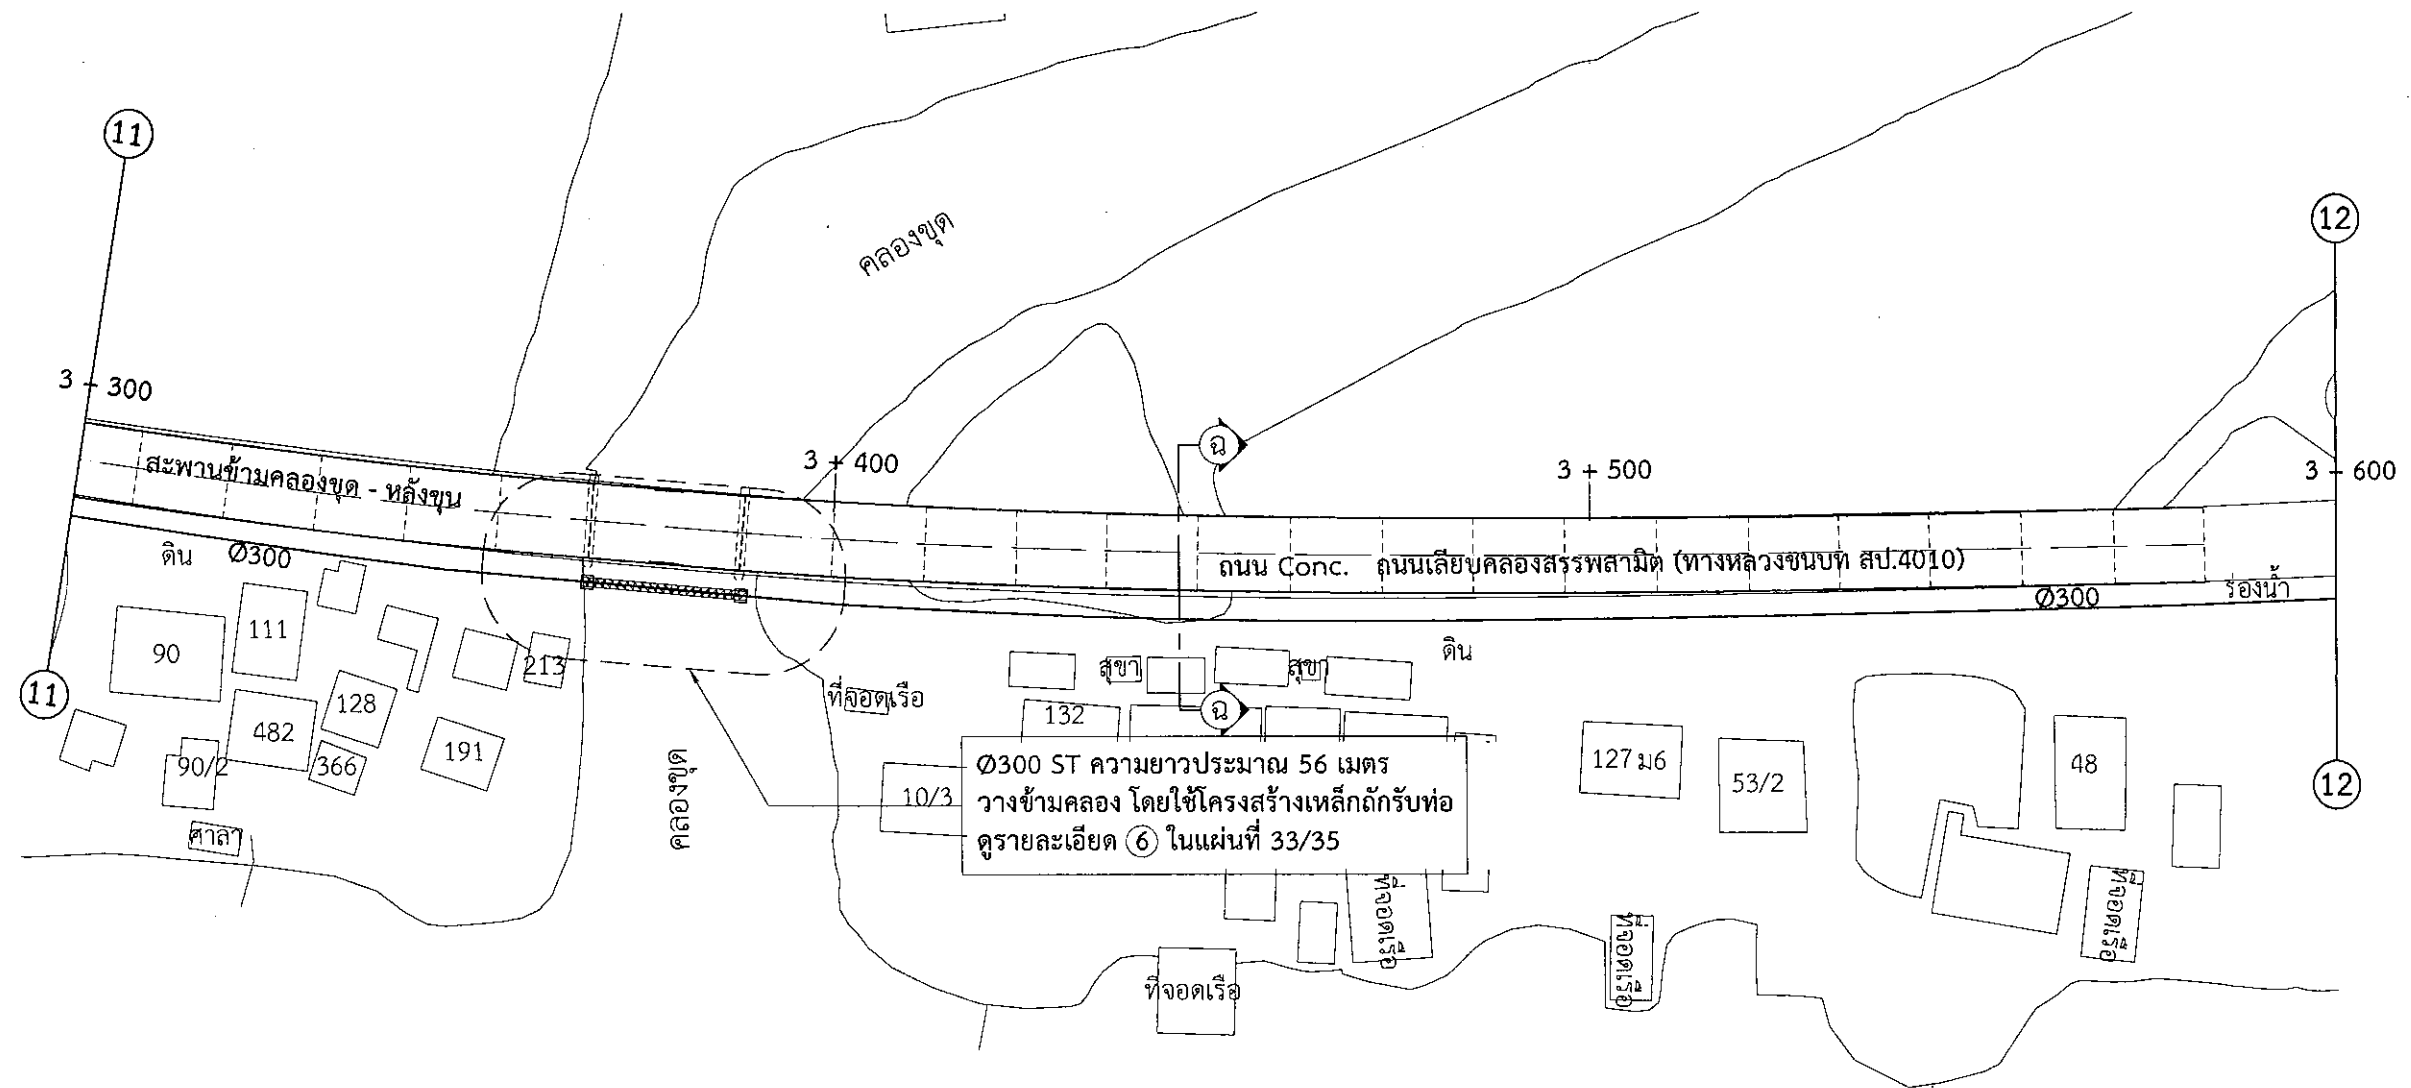 11
12
คลองขุด
3 + 300
3 + 400
3 + 500
3 + 600
ฉ
สะพานข้ามคลองขุด - หลังขุน
ถนน Conc. ถนนเลียบคลองสรรพสามิต (ทางหลวงชนบท สป.4010)
ดิน Ø300
Ø300
ร่องน้ำ
ดิน
90
111
213
สุขา
สุขา
11
128
ที่จอดเรือ
132
ฉ
482
191
90/2
366
คลองขุด
10/3
Ø300 ST ความยาวประมาณ 56 เมตร
วางข้ามคลอง โดยใช้โครงสร้างเหล็กถักรับท่อ
ดูรายละเอียด 6 ในแผ่นที่ 33/35
127 ม6
53/2
48
12
ศาลา
ที่จอดเรือ
ที่จอดเรือ
ที่จอดเรือ
ที่จอดเรือ